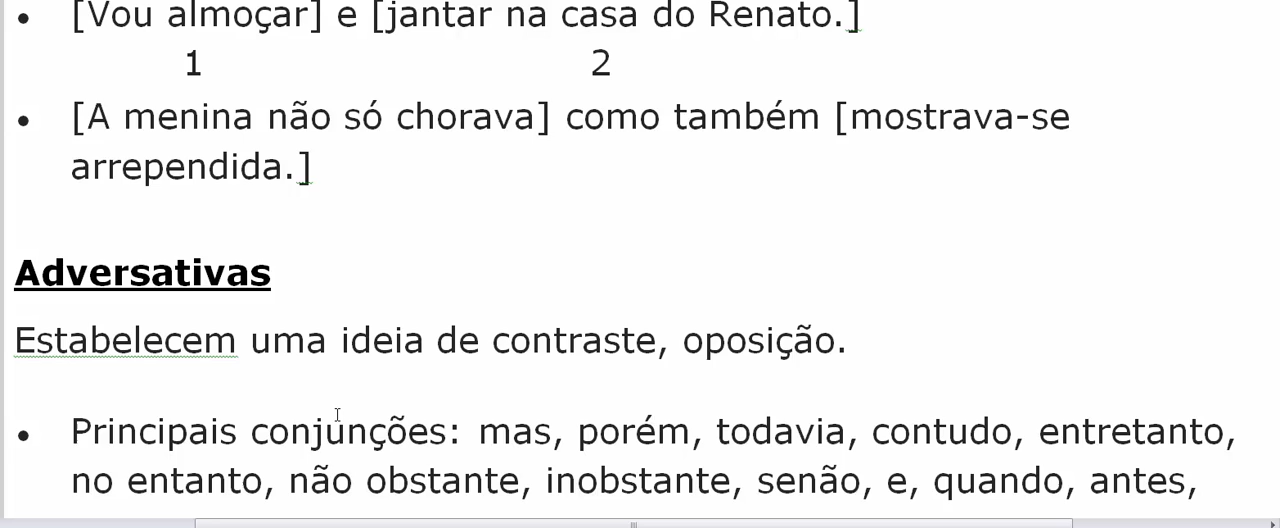 • [Vou almoçar] e [jantar na casa do Renato.]
1 2
• [A menina não só chorava] como também [mostrava-se
arrependida.]
Adversativas
Estabelecem uma ideia de contraste, oposição.
• Principais conjunções: mas, porém, todavia, contudo, entretanto,
no entanto, não obstante, inobstante, senão, e, quando, antes,